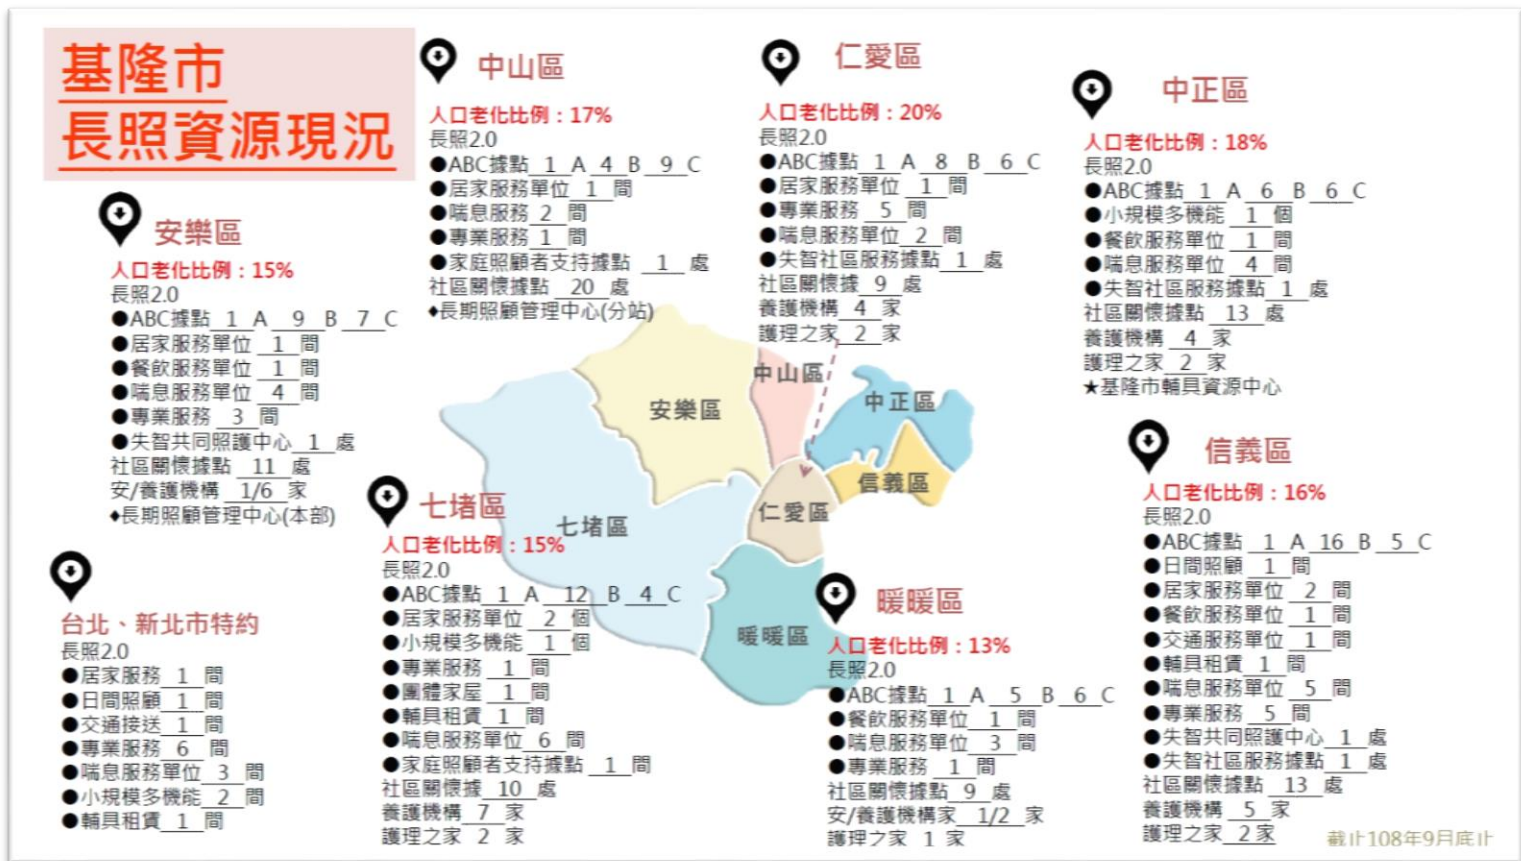 基隆市
長照資源現況
中山區
人口老化比例：17%
長照2.0
●ABC據點 1 A 4 B 9 C
●居家服務單位 1 間
●喘息服務 2 間
●專業服務 1 間
●家庭照顧者支持據點 1 處
社區關懷據點 20 處
♦長期照顧管理中心(分站)
仁愛區
人口老化比例：20%
長照2.0
●ABC據點 1 A 8 B 6 C
●居家服務單位 1 間
●專業服務 5 間
●喘息服務單位 2 間
●失智社區服務據點 1 處
社區關懷據 9 處
養護機構 4 家
護理之家 2 家
中正區
人口老化比例：18%
長照2.0
●ABC據點 1 A 6 B 6 C
●小規模多機能 1 個
●餐飲服務單位 1 間
●喘息服務單位 4 間
●失智社區服務據點 1 處
社區關懷據點 13 處
養護機構 4 家
護理之家 2 家
★基隆市輔具資源中心
安樂區
人口老化比例：15%
長照2.0
●ABC據點 1 A 9 B 7 C
●居家服務單位 1 間
●餐飲服務單位 1 間
●喘息服務單位 4 間
●專業服務 3 間
●失智共同照護中心 1 處
社區關懷據點 11 處
安/養護機構 1/6 家
♦長期照顧管理中心(本部)
安樂區
中山區
中正區
信義區
仁愛區
七堵區
暖暖區
七堵區
人口老化比例：15%
長照2.0
●ABC據點 1 A 12 B 4 C
●居家服務單位 2 個
●小規模多機能 1 個
●專業服務 1 間
●團體家屋 1 間
●輔具租賃 1 間
●喘息服務單位 6 間
●家庭照顧者支持據點 1 間
社區關懷據 10 處
養護機構 7 家
護理之家 2 家
信義區
人口老化比例：16%
長照2.0
●ABC據點 1 A 16 B 5 C
●日間照顧 1 間
●居家服務單位 2 間
●餐飲服務單位 1 間
●交通服務單位 1 間
●輔具租賃 1 間
●喘息服務單位 5 間
●專業服務 5 間
●失智共同照護中心 1 處
●失智社區服務據點 1 處
社區關懷據點 13 處
養護機構 5 家
護理之家 2 家
台北、新北市特約
長照2.0
●居家服務 1 間
●日間照顧 1 間
●交通接送 1 間
●專業服務 6 間
●喘息服務單位 3 間
●小規模多機能 2 間
●輔具租賃 1 間
暖暖區
人口老化比例：13%
長照2.0
●ABC據點 1 A 5 B 6 C
●餐飲服務單位 1 間
●喘息服務單位 3 間
●專業服務 1 間
社區關懷據點 9 處
安/養護機構家 1/2 家
護理之家 1 家
截止108年9月底止